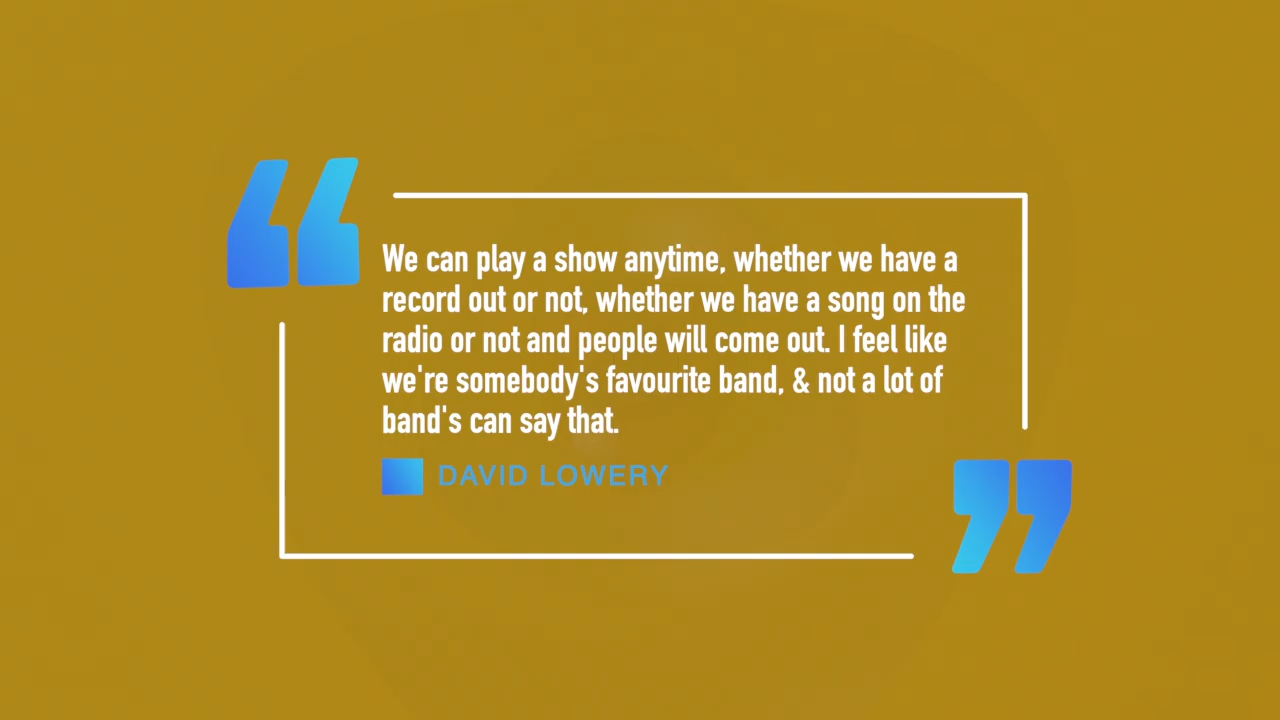 We can play a show anytime, whether we have a
record out or not, whether we have a song on the
radio or not and people will come out. I feel like
we're somebody's favourite band, & not a lot of
band's can say that.
DAVID LOWERY